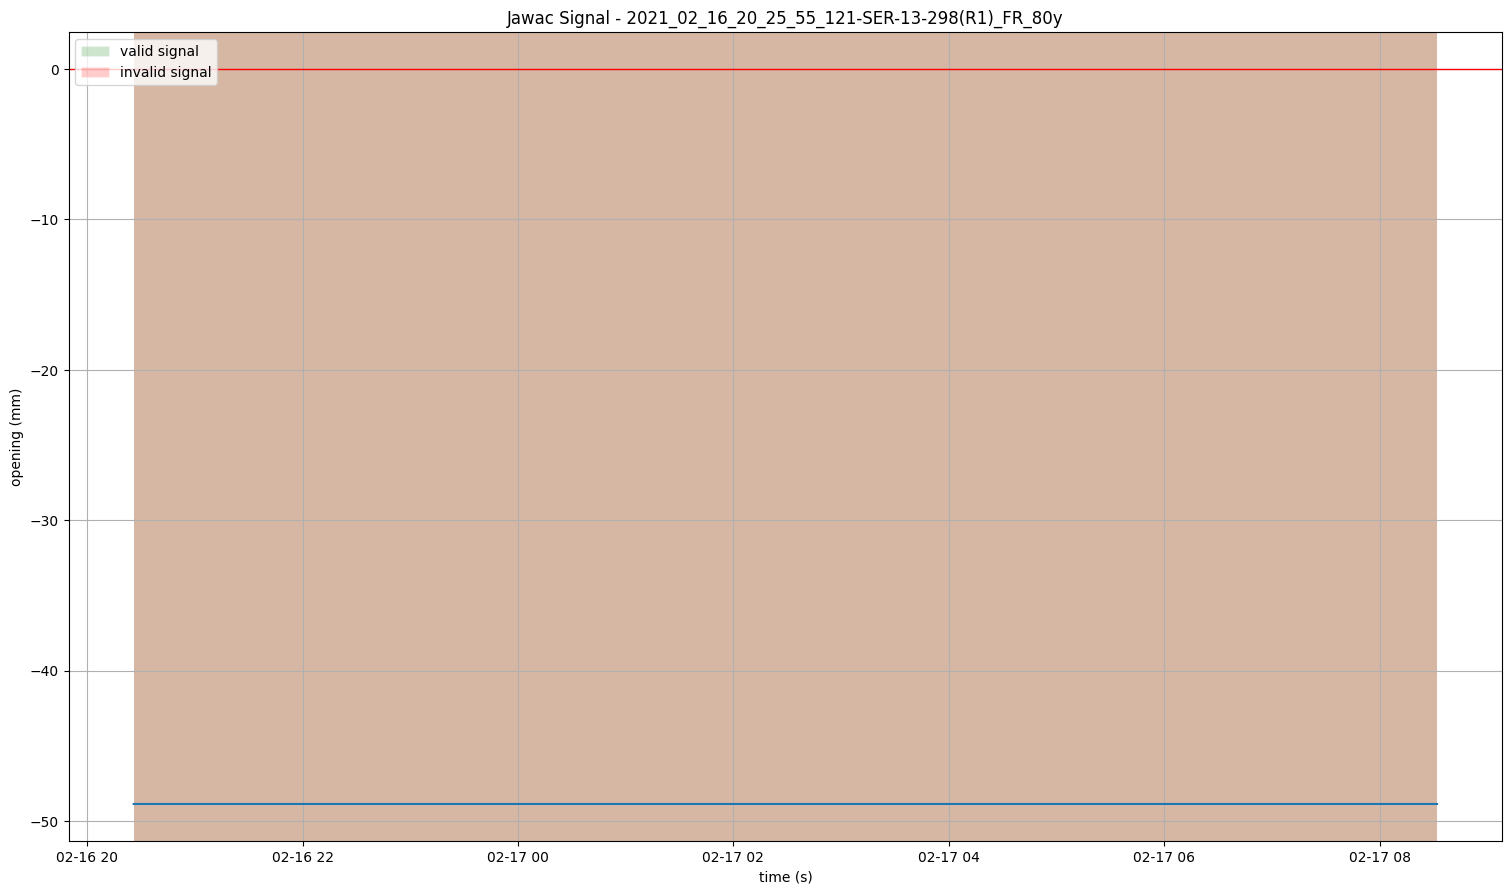 Jawac Signal - 2021_02_16_20_25_55_121-SER-13-298(R1)_FR_80y
valid signal
invalid signal
0
−10
−20
−30
−40
−50
opening (mm)
02-16 20
02-16 22
02-17 00
02-17 02
02-17 04
02-17 06
02-17 08
time (s)